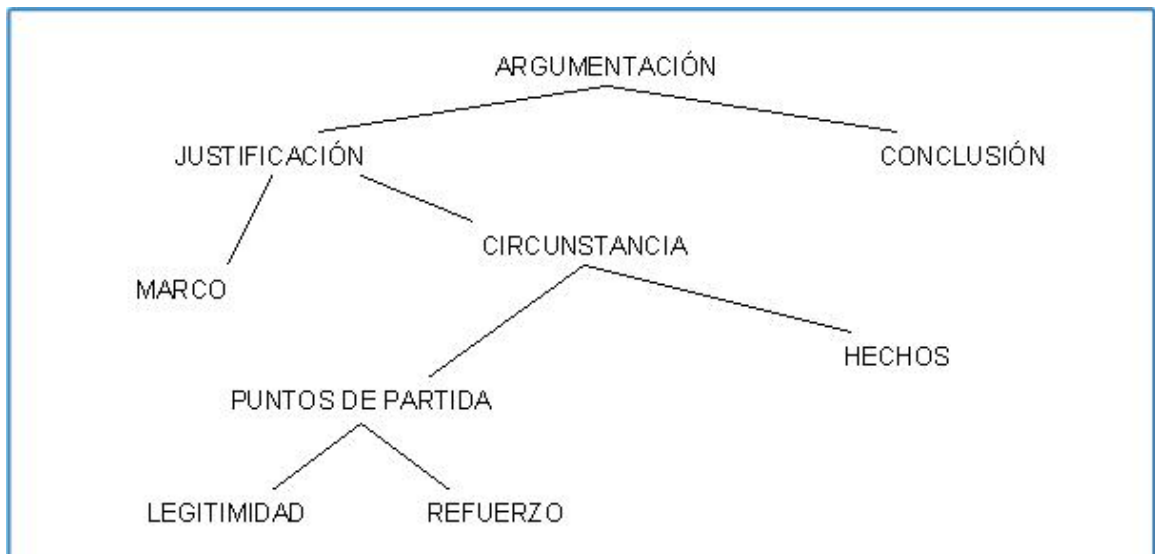 ARGUMENTACIÓN
JUSTIFICACIÓN
CONCLUSIÓN
CIRCUNSTANCIA
MARCO
HECHOS
PUNTOS DE PARTIDA
LEGITIMIDAD
REFUERZO